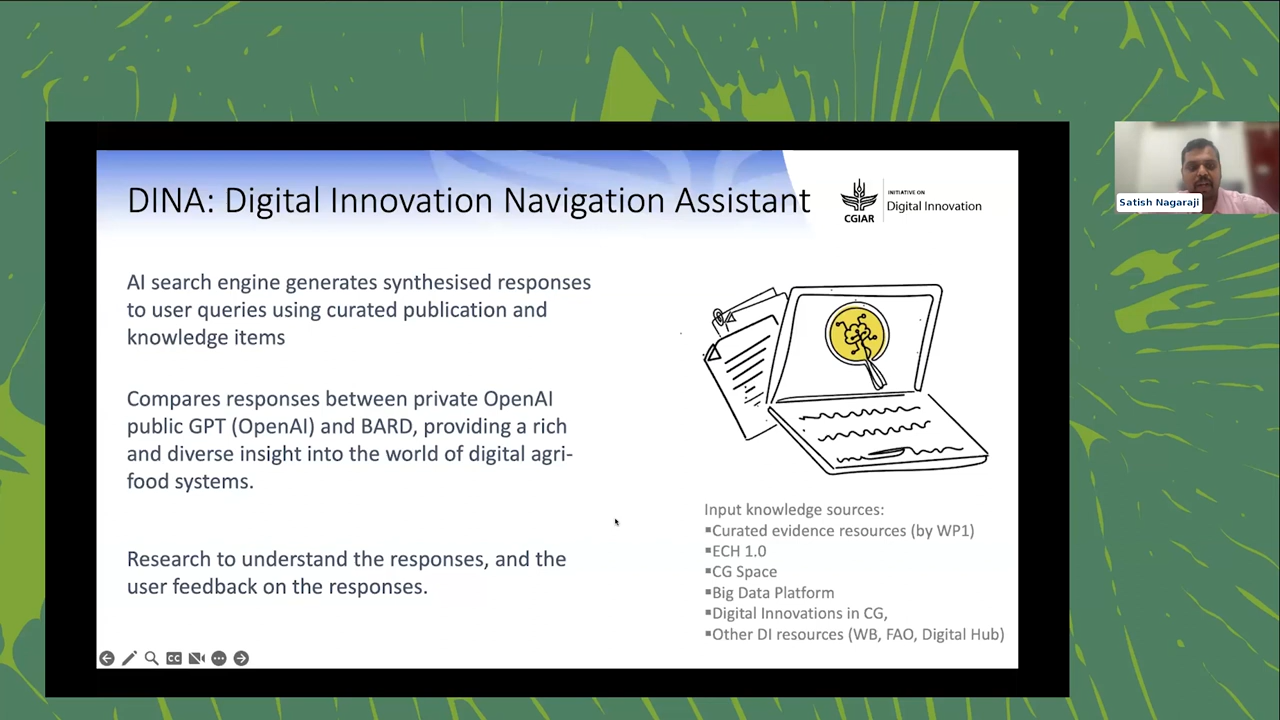 DINA: Digital Innovation Navigation Assistant
CGIAR
INITIATIVE ON
Digital Innovation
AI search engine generates synthesised responses
to user queries using curated publication and
knowledge items
Compares responses between private OpenAI
public GPT (OpenAI) and BARD, providing a rich
and diverse insight into the world of digital agri-
food systems.
Research to understand the responses, and the
user feedback on the responses.
Input knowledge sources:
▪Curated evidence resources (by WP1)
▪ECH 1.0
▪CG Space
▪Big Data Platform
▪Digital Innovations in CG,
▪Other DI resources (WB, FAO, Digital Hub)
CC
Satish Nagaraji